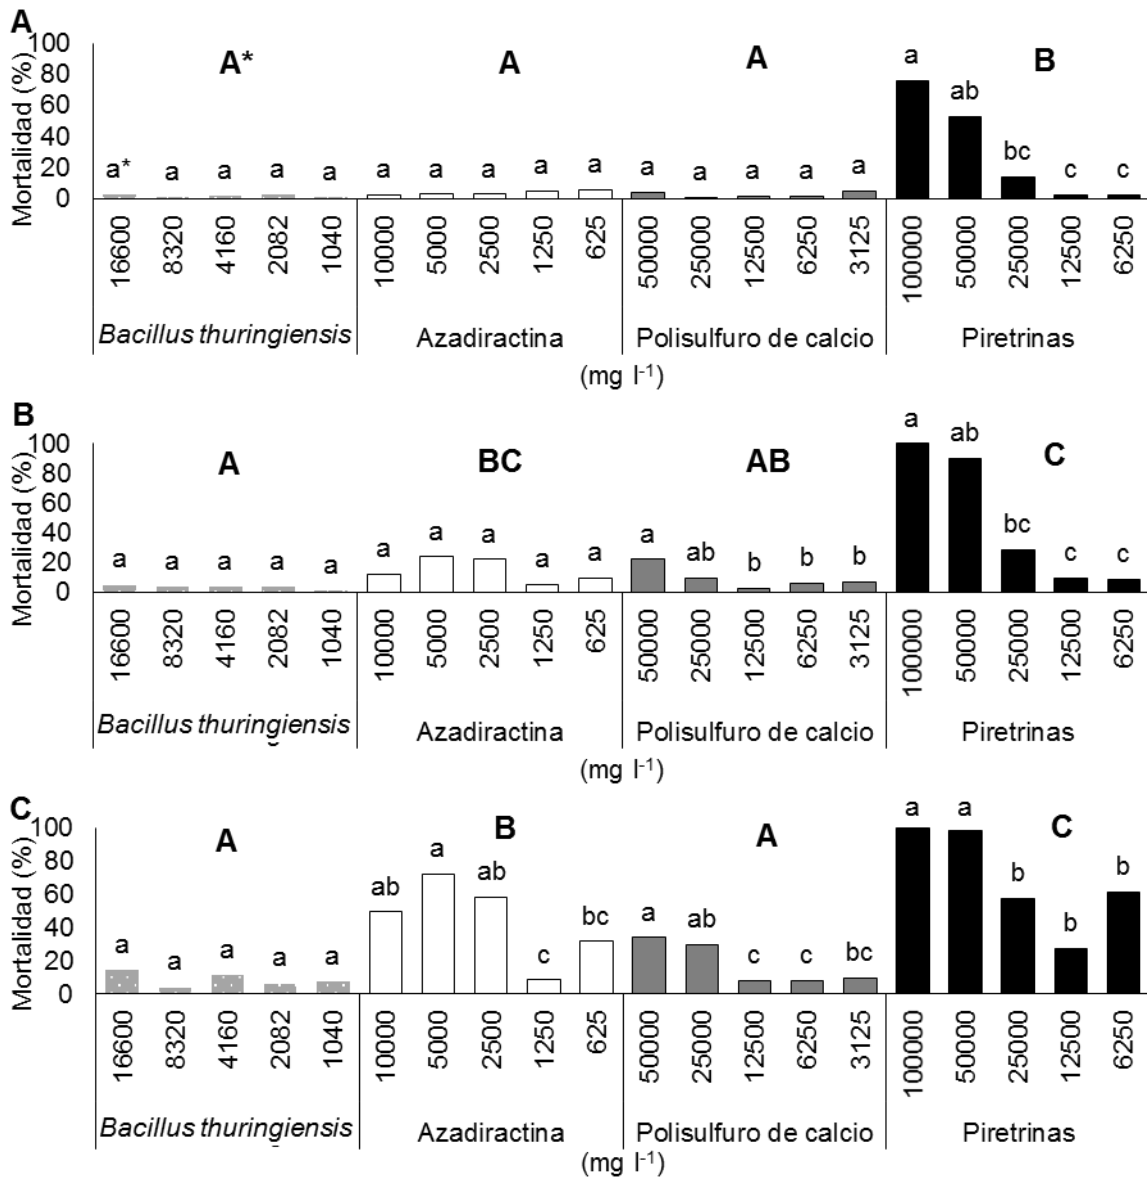 A
Mortalidad (%)
100
80
60
40
20
0
A* A A B
a* a a a a a a a a a a a a a a a ab bc c c
16600 8320 4160 2082 1040 10000 5000 2500 1250 625 50000 25000 12500 6250 3125 100000 50000 25000 12500 6250
Bacillus thuringiensis Azadiractina Polisulfuro de calcio Piretrinas
(mg l-1)
B
Mortalidad (%)
100
80
60
40
20
0
A BC AB C
a a a a a a a a a a a ab b b b a ab bc c c
16600 8320 4160 2082 1040 10000 5000 2500 1250 625 50000 25000 12500 6250 3125 100000 50000 25000 12500 6250
Bacillus thuringiensis Azadiractina Polisulfuro de calcio Piretrinas
(mg l-1)
C
Mortalidad (%)
100
80
60
40
20
0
A B A C
a a a a a ab a ab c bc a ab c c bc a a b b b
16600 8320 4160 2082 1040 10000 5000 2500 1250 625 50000 25000 12500 6250 3125 100000 50000 25000 12500 6250
Bacillus thuringiensis Azadiractina Polisulfuro de calcio Piretrinas
(mg l-1)